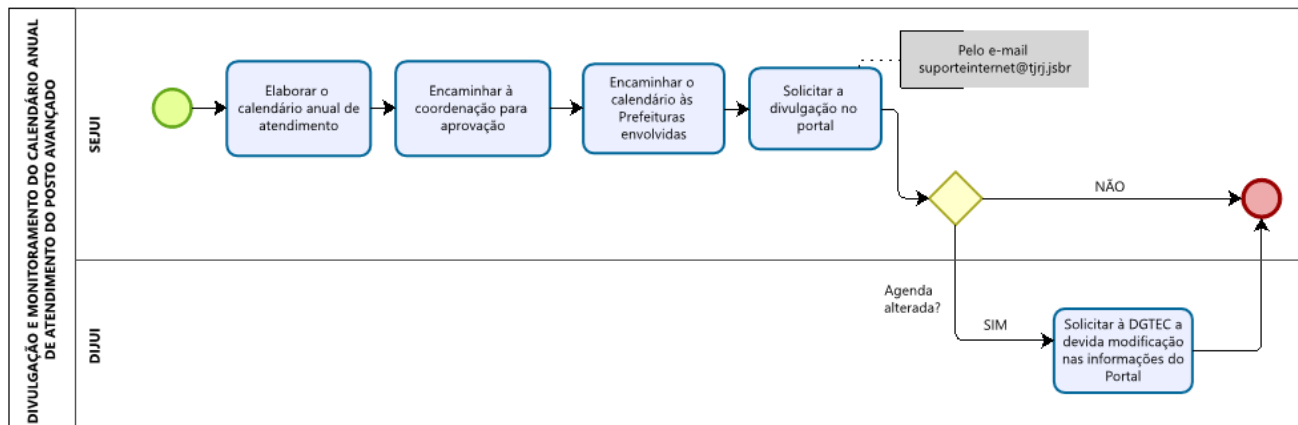 DIVULGAÇÃO E MONITORAMENTO DO CALENDÁRIO ANUAL
DE ATENDIMENTO DO POSTO AVANÇADO
SEJUI
Elaborar o
calendário anual de
atendimento
Encaminhar à
coordenação para
aprovação
Encaminhar o
calendário às
Prefeituras
envolvidas
Solicitar a
divulgação no
portal
Pelo e-mail
suporteinternet@tjrj.jsbr
NÃO
DIJUI
Agenda
alterada?
SIM
Solicitar à DGTEC a
devida modificação
nas informações do
Portal